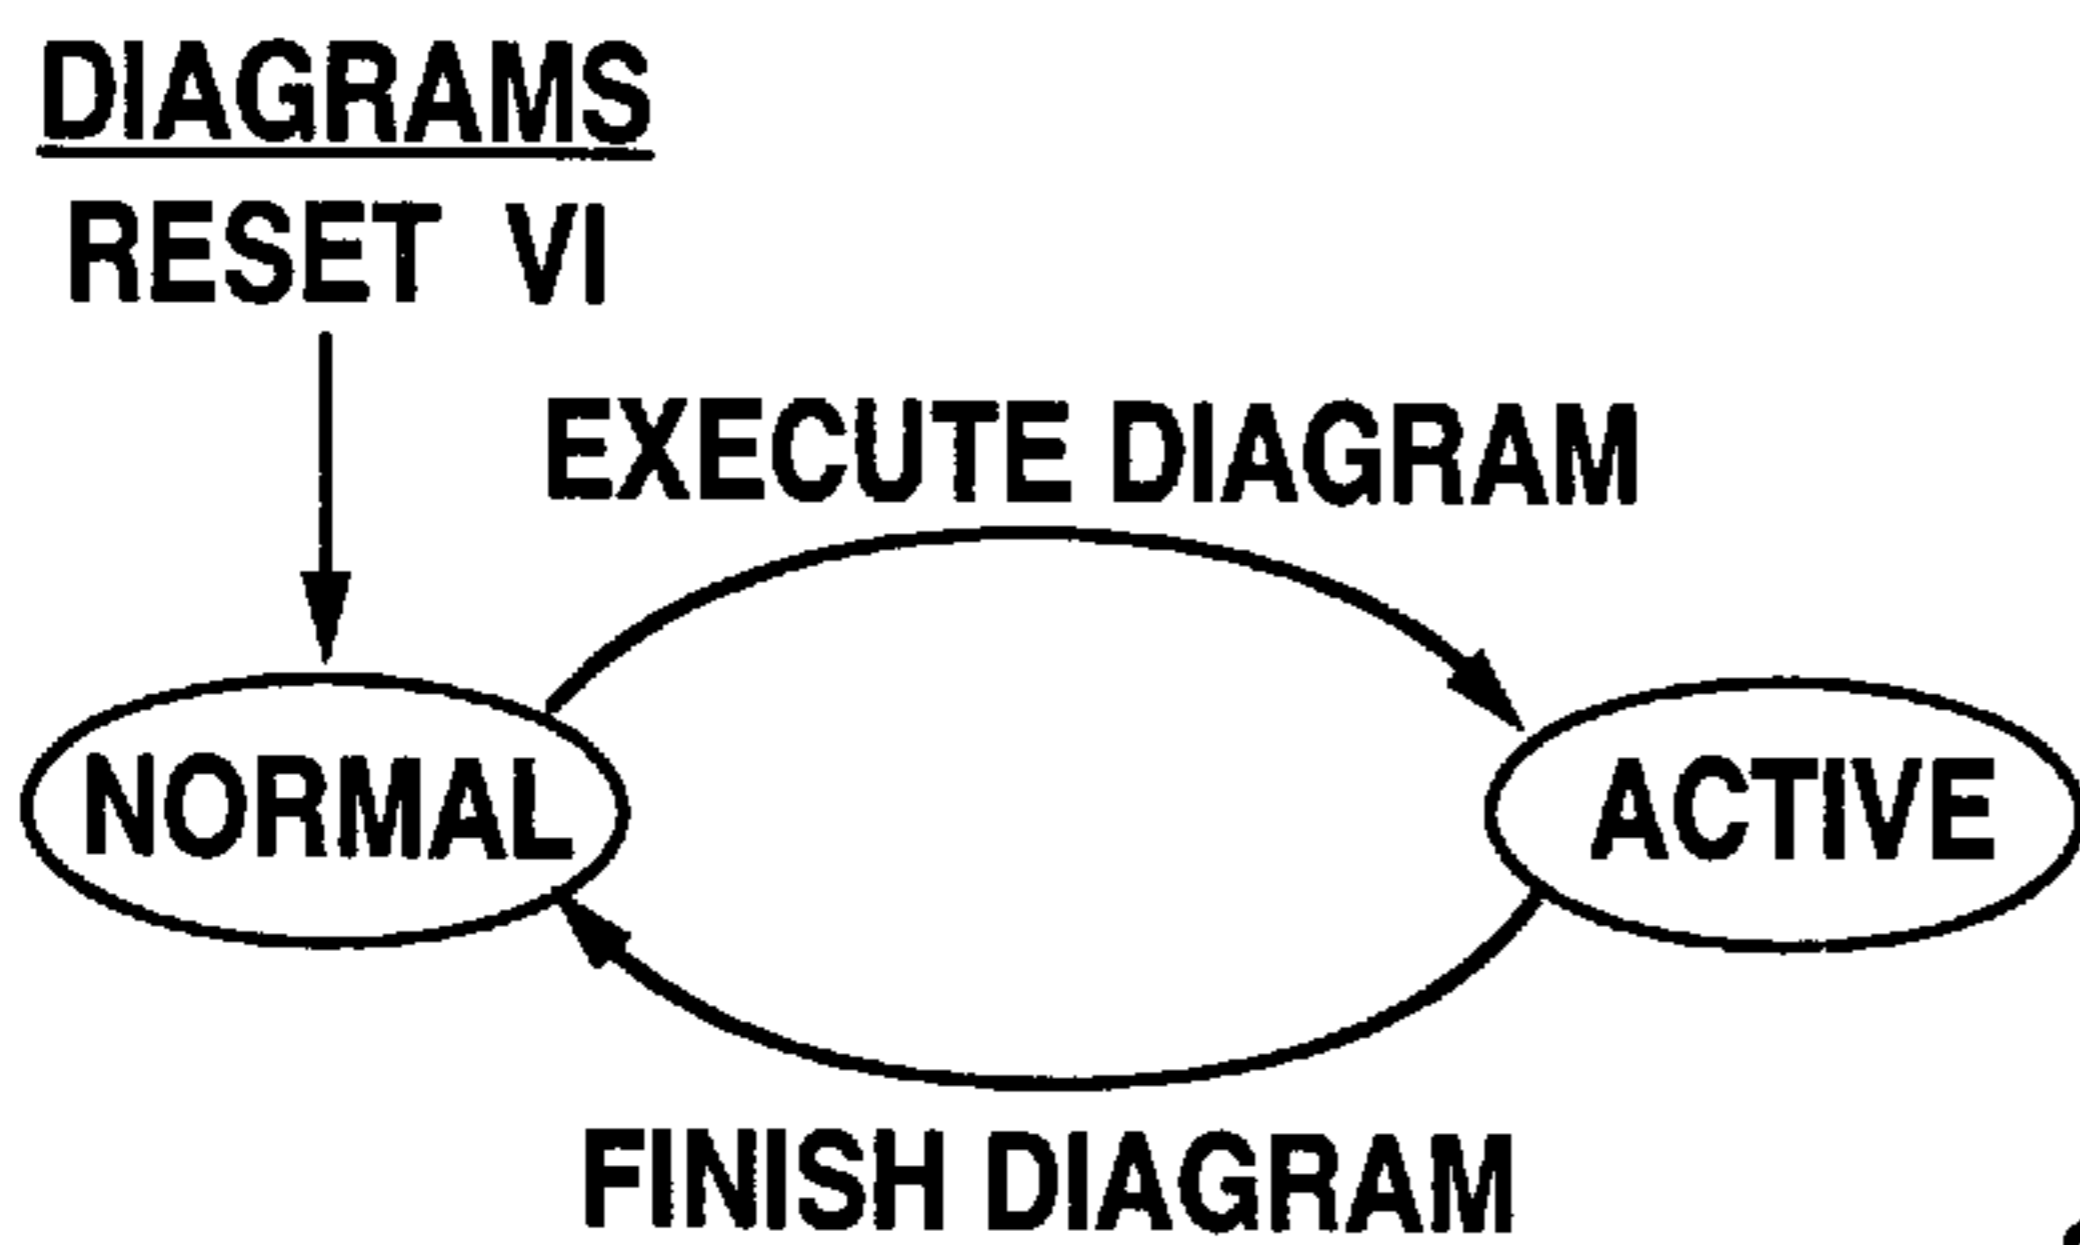 DIAGRAMS
RESET VI
EXECUTE DIAGRAM
NORMAL
ACTIVE
FINISH DIAGRAM